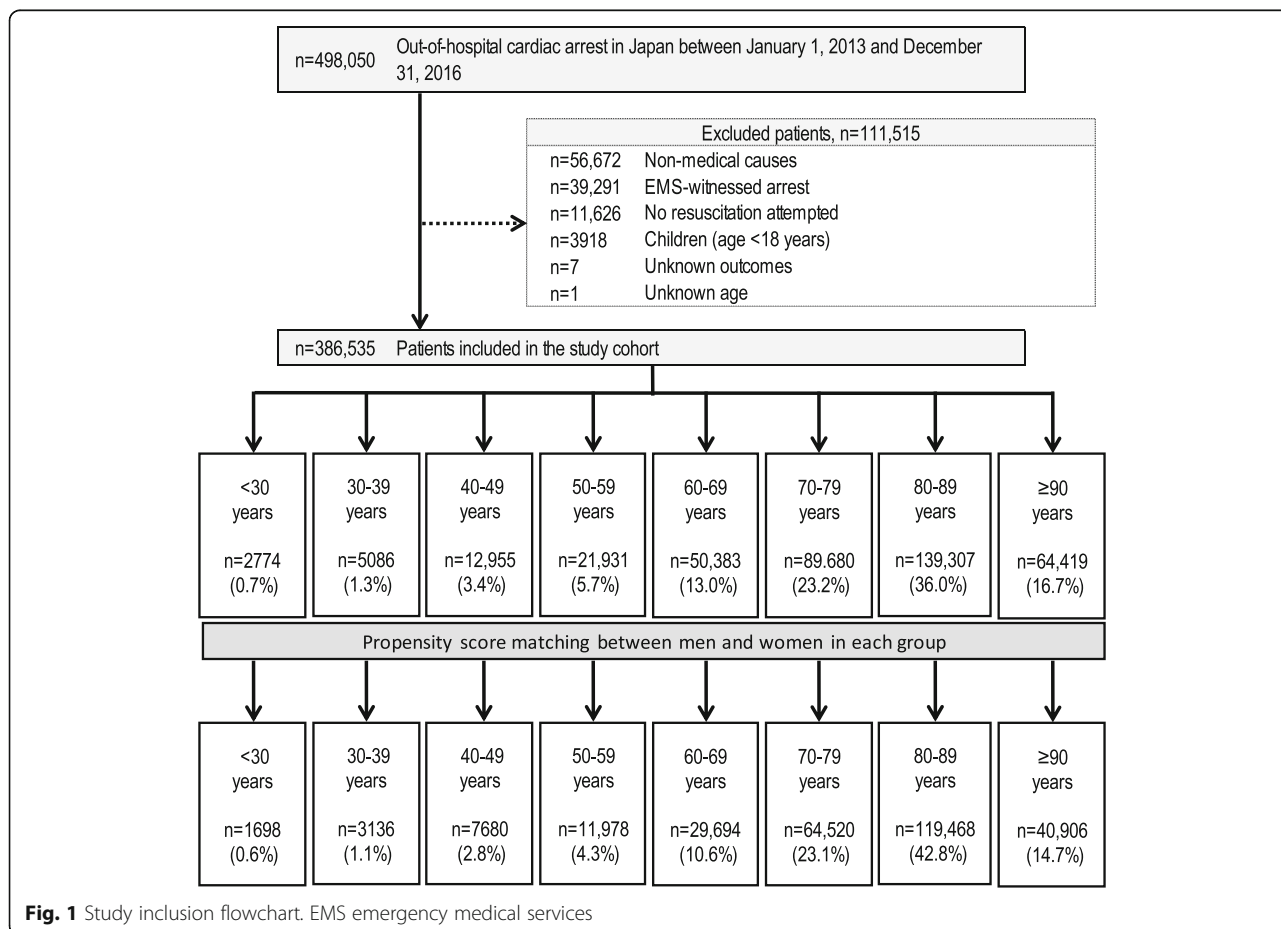 n=498,050 Out-of-hospital cardiac arrest in Japan between January 1, 2013 and December
31, 2016
Excluded patients, n=111,515
n=56,672 Non-medical causes
n=39,291 EMS-witnessed arrest
n=11,626 No resuscitation attempted
n=3918 Children (age <18 years)
n=7 Unknown outcomes
n=1 Unknown age
n=386,535 Patients included in the study cohort
<30
years
n=2774
(0.7%)
30-39
years
n=5086
(1.3%)
40-49
years
n=12,955
(3.4%)
50-59
years
n=21,931
(5.7%)
60-69
years
n=50,383
(13.0%)
70-79
years
n=89.680
(23.2%)
80-89
years
n=139,307
(36.0%)
≥90
years
n=64,419
(16.7%)
Propensity score matching between men and women in each group
<30
years
n=1698
(0.6%)
30-39
years
n=3136
(1.1%)
40-49
years
n=7680
(2.8%)
50-59
years
n=11,978
(4.3%)
60-69
years
n=29,694
(10.6%)
70-79
years
n=64,520
(23.1%)
80-89
years
n=119,468
(42.8%)
≥90
years
n=40,906
(14.7%)
Fig. 1 Study inclusion flowchart. EMS emergency medical services